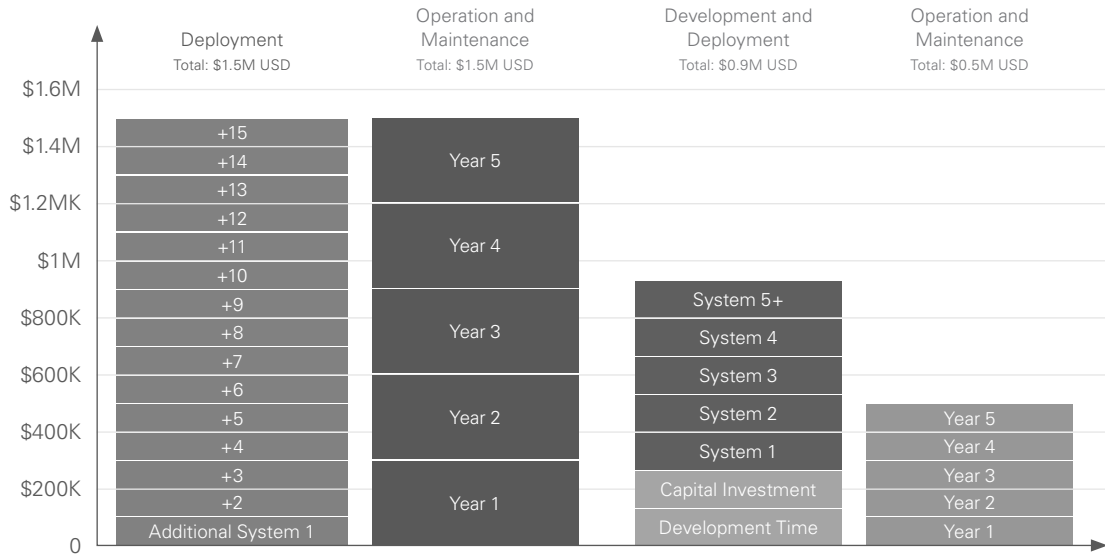 Deployment
Total: $1.5M USD
Operation and
Maintenance
Total: $1.5M USD
Development and
Deployment
Total: $0.9M USD
Operation and
Maintenance
Total: $0.5M USD
$1.6M
$1.4M
$1.2MK
$1M
$800K
$600K
$400K
$200K
0
+15
+14
+13
+12
+11
+10
+9
+8
+7
+6
+5
+4
+3
+2
Additional System 1
Year 5
Year 4
Year 3
Year 2
Year 1
System 5+
System 4
System 3
System 2
System 1
Capital Investment
Development Time
Year 5
Year 4
Year 3
Year 2
Year 1